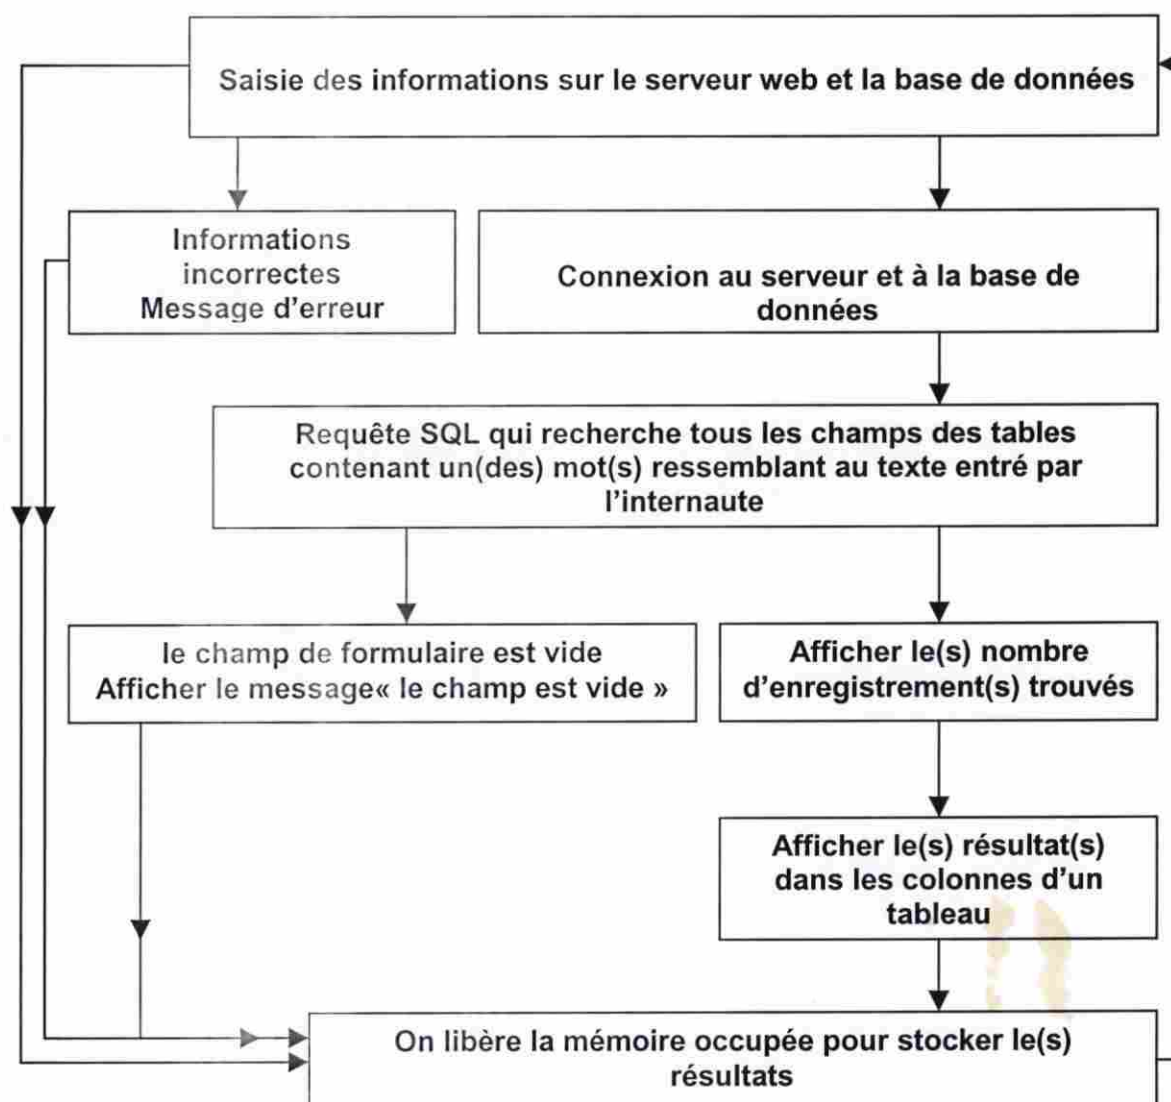 Saisie des informations sur le serveur web et la base de données
Informations
incorrectes
Message d'erreur
Connexion au serveur et à la base de
données
Requête SQL qui recherche tous les champs des tables
contenant un(des) mot(s) ressemblant au texte entré par
l'internaute
le champ de formulaire est vide
Afficher le message« le champ est vide »
Afficher le(s) nombre
d'enregistrement(s) trouvés
Afficher le(s) résultat(s)
dans les colonnes d'un
tableau
On libère la mémoire occupée pour stocker le(s)
résultats